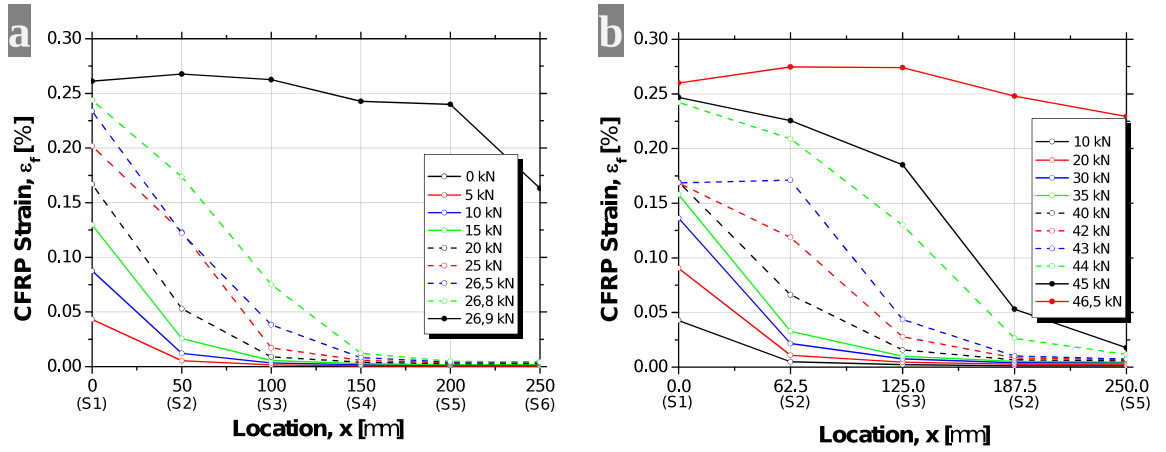 a
CFRP Strain, εf [%]
0.30
0.25
0.20
0.15
0.10
0.05
0.00
0 kN
5 kN
10 kN
15 kN
20 kN
25 kN
26,5 kN
26,8 kN
26,9 kN
0 50 100 150 200 250
(S1) (S2) (S3) (S4) (S5) (S6)
Location, x [mm]
b
CFRP Strain, εf [%]
0.30
0.25
0.20
0.15
0.10
0.05
0.00
10 kN
20 kN
30 kN
35 kN
40 kN
42 kN
43 kN
44 kN
45 kN
46,5 kN
0.0 62.5 125.0 187.5 250.0
(S1) (S2) (S3) (S2) (S5)
Location, x [mm]